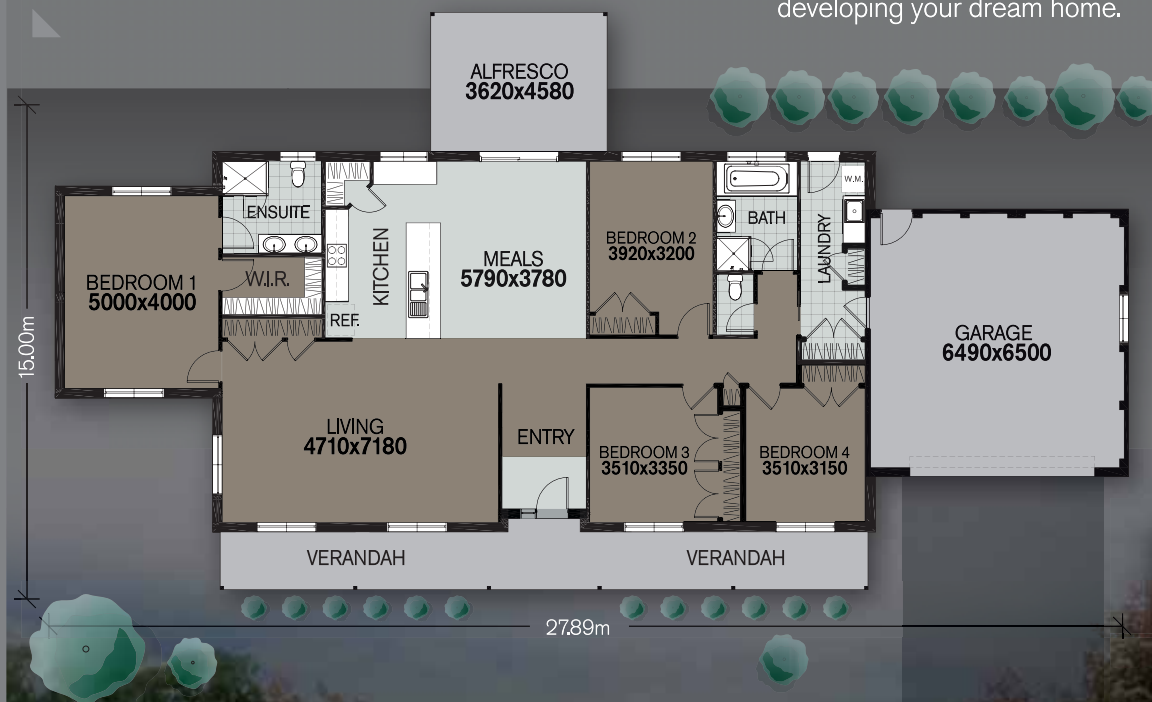 developing your dream home.
ALFRESCO
3620x4580
ENSUITE
BEDROOM 1
5000x4000
W.I.R.
KITCHEN
REF.
MEALS
5790x3780
BEDROOM 2
3920x3200
BATH
LAUNDRY
W.M.
GARAGE
6490x6500
15.00m
LIVING
4710x7180
ENTRY
BEDROOM 3
3510x3350
BEDROOM 4
3510x3150
VERANDAH
VERANDAH
27.89m